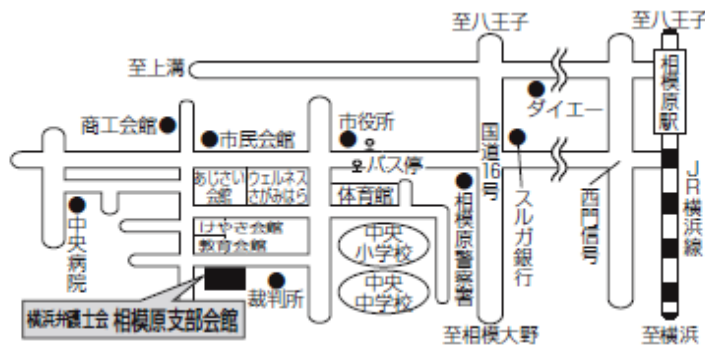 至八王子
至八王子
至上溝
相模原駅
ダイエー
商工会館
市民会館
市役所
バス停
国道16号
スルガ銀行
西門信号
JR横浜線
あじさい会館
ウェルネスさがみはら
体育館
相模原警察署
中央病院
けやき会館
教育会館
中央小学校
中央中学校
裁判所
横浜弁護士会 相模原支部会館
至相模大野
至横浜